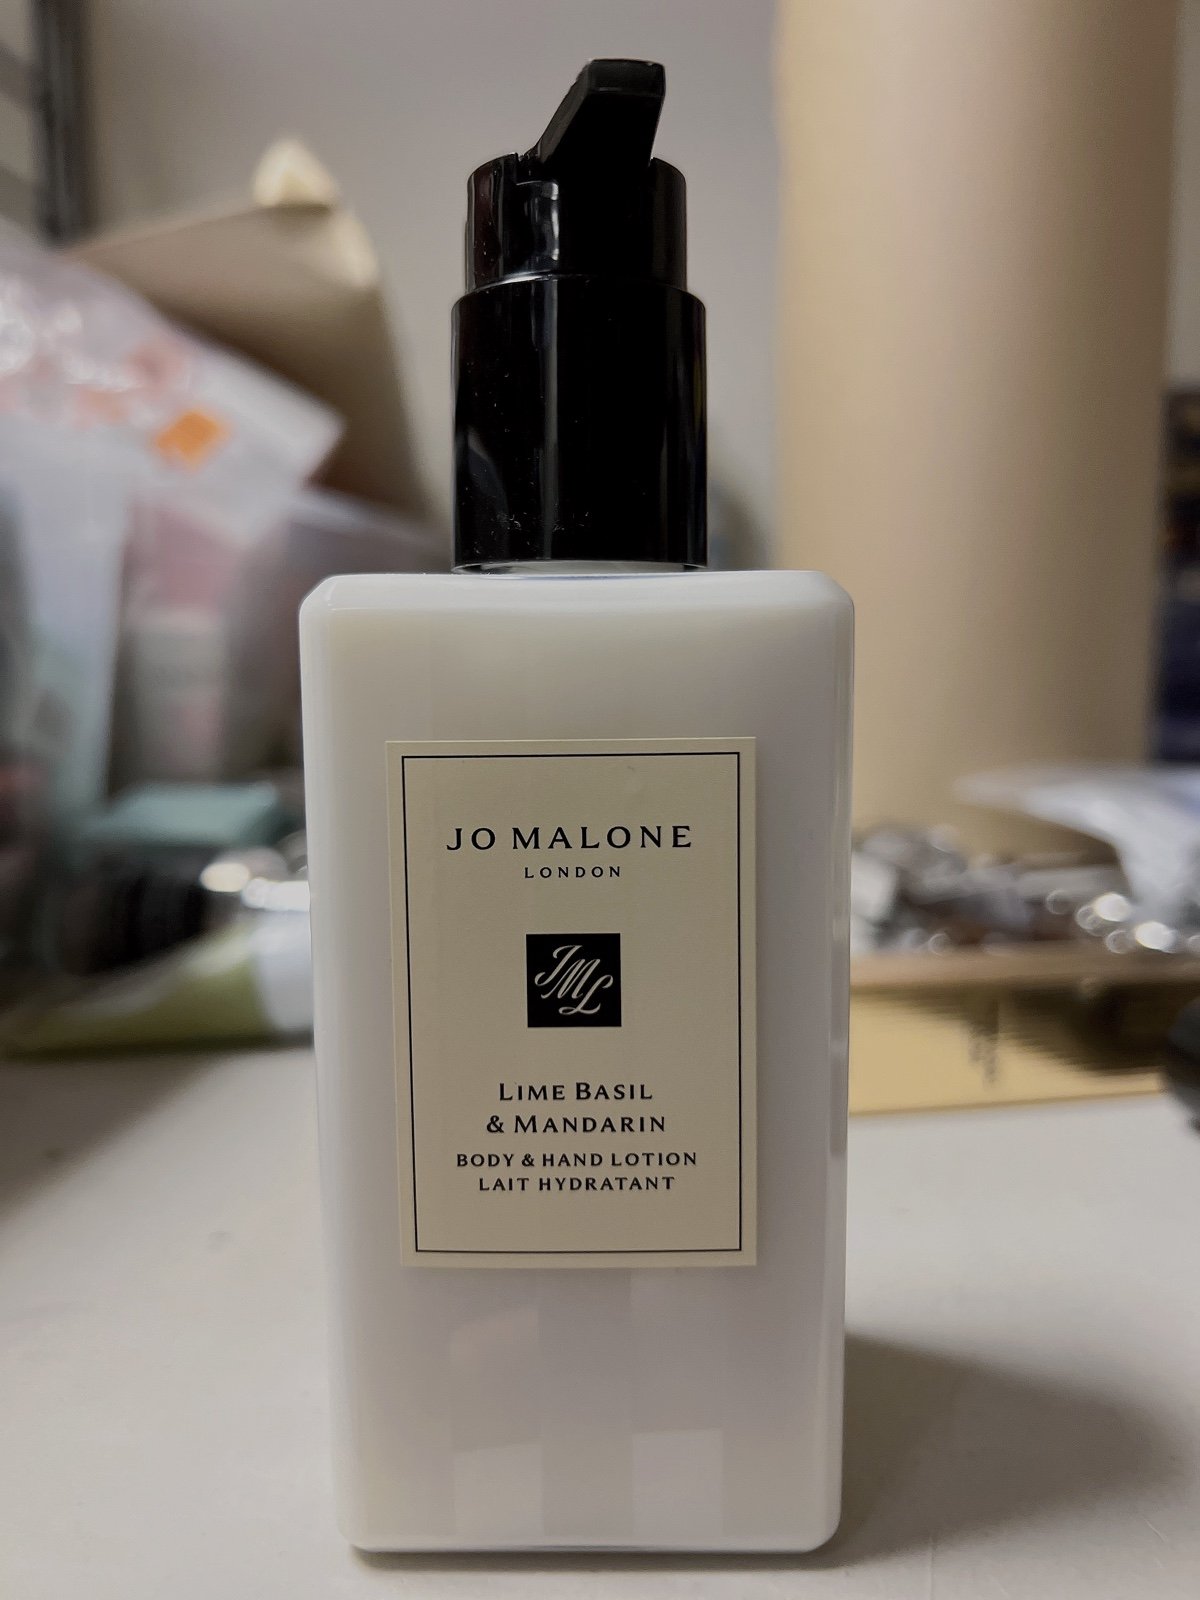 JO MALONE
LONDON
JML
LIME BASIL
& MANDARIN
BODY & HAND LOTION
LAIT HYDRATANT